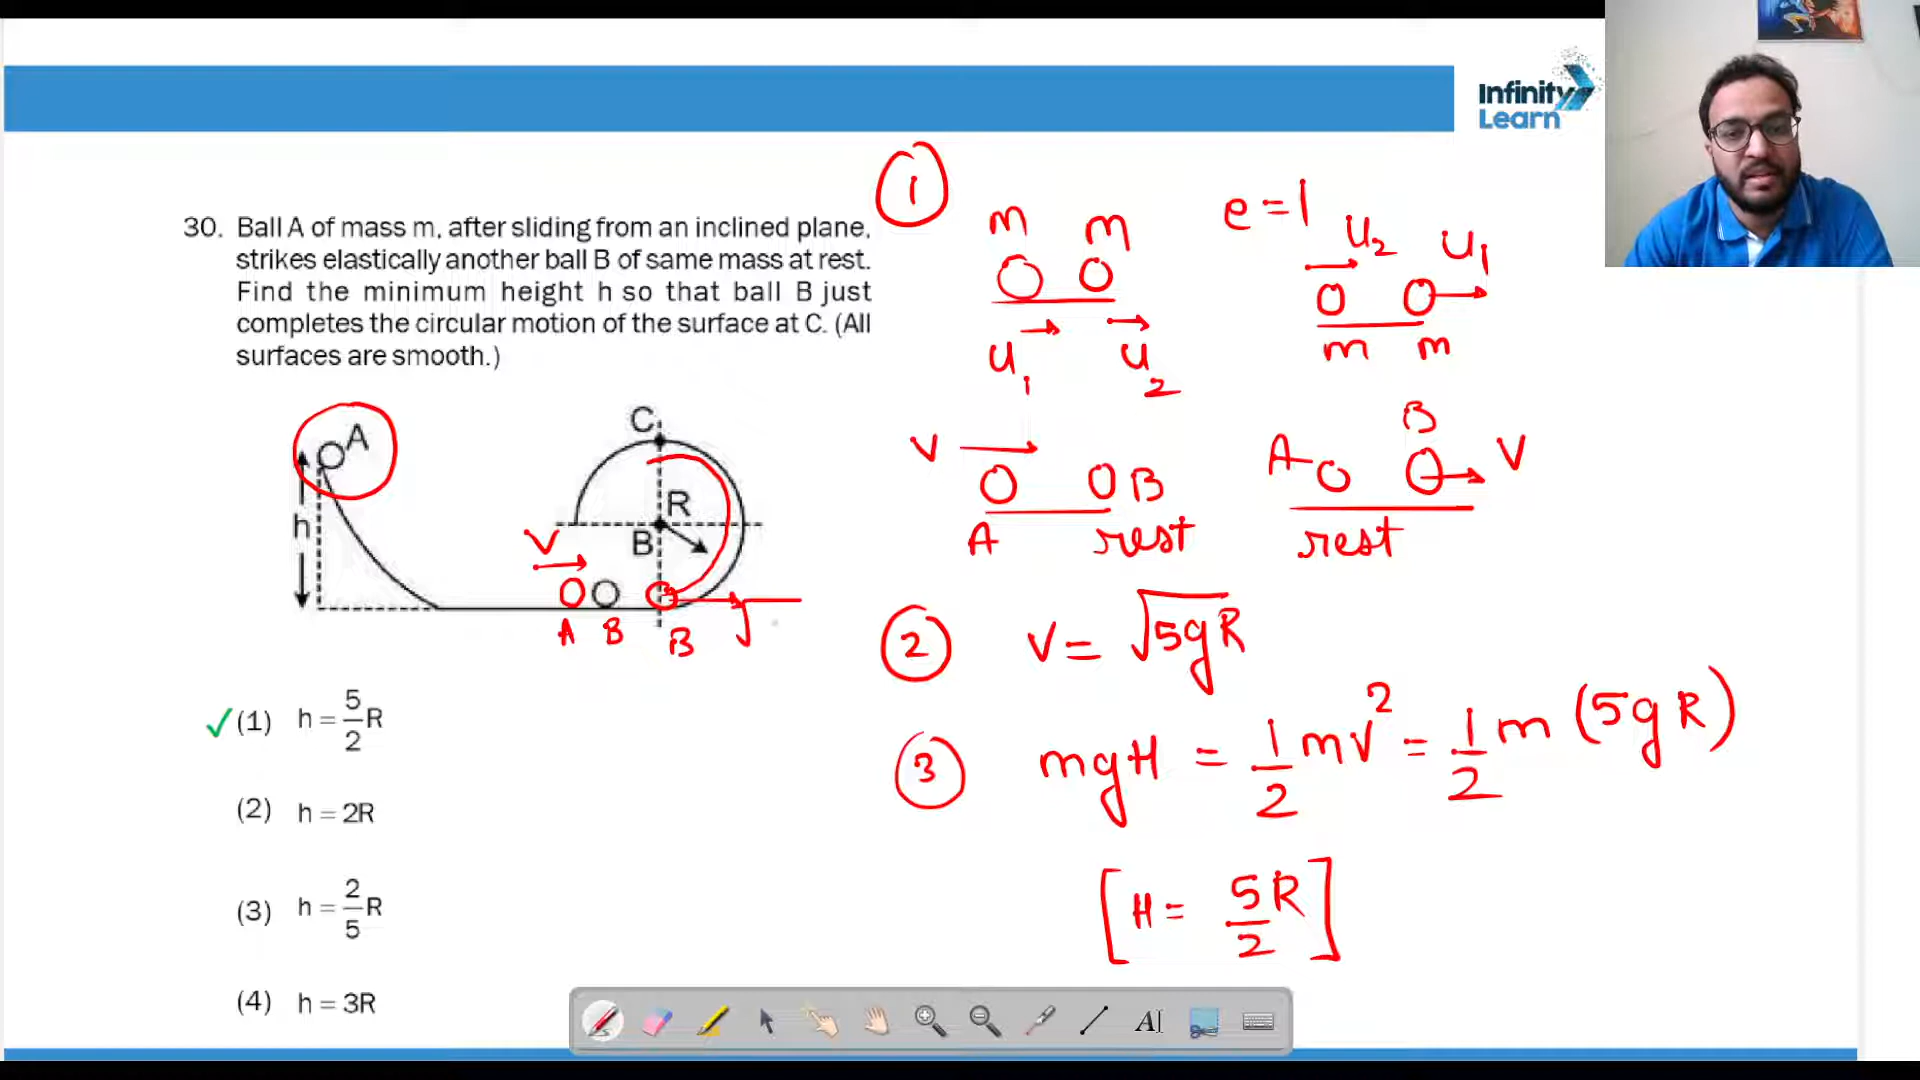 Infinity
Learn
30. Ball A of mass m, after sliding from an inclined plane,
strikes elastically another ball B of same mass at rest.
Find the minimum height h so that ball B just
completes the circular motion of the surface at C. (All
surfaces are smooth.)
A
h
C
R
B
V
A B B
✓(1) h = 5/2 R
(2) h = 2R
(3) h = 2/5 R
(4) h = 3R
1
m m e = 1
u₂ u₁
u₁ u₂ m m
V B
B A V
A rest rest
2 V = √5gR
3 mgH = 1/2 mV² = 1/2 m (5gR)
[H = 5R/2]
A